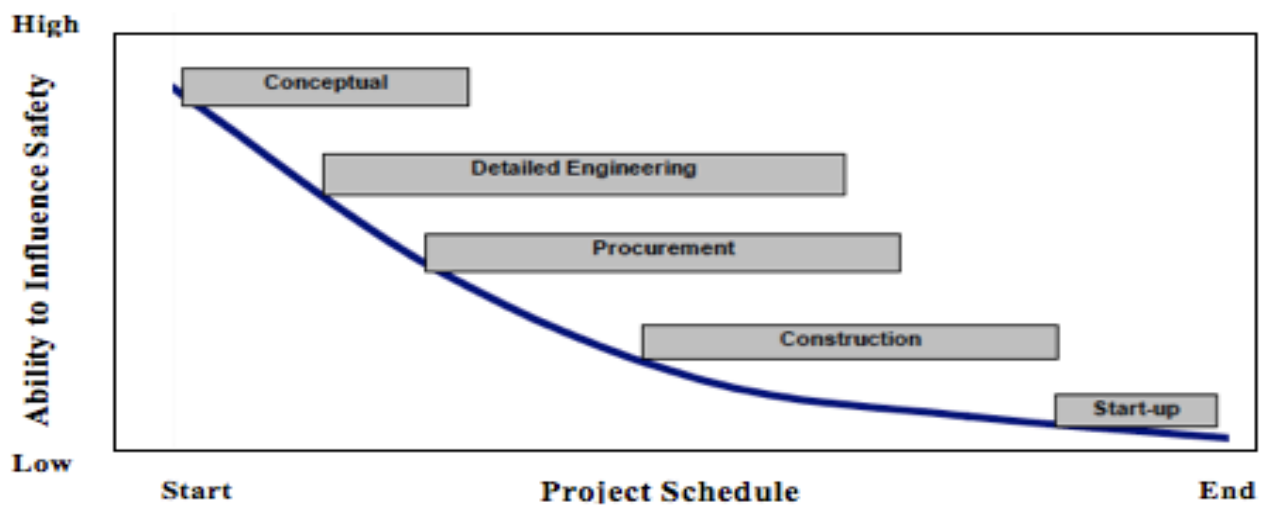 High
Conceptual
Detailed Engineering
Procurement
Construction
Start-up
Ability to Influence Safety
Low
Start
Project Schedule
End